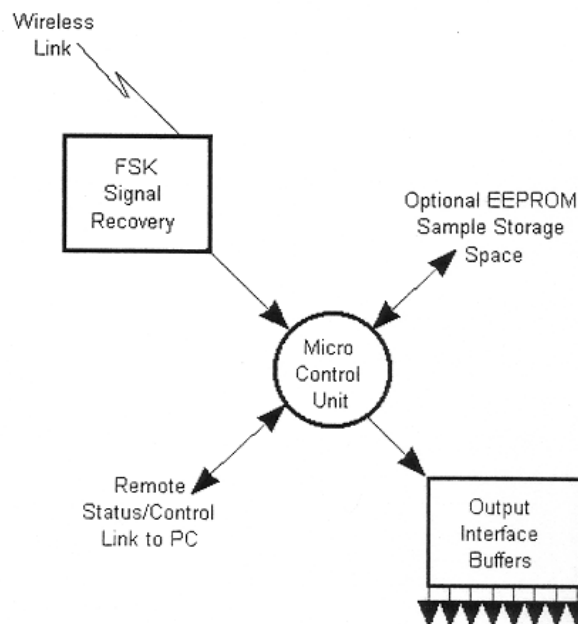 Wireless
Link
FSK
Signal
Recovery
Optional EEPROM
Sample Storage
Space
Micro
Control
Unit
Remote
Status/Control
Link to PC
Output
Interface
Buffers